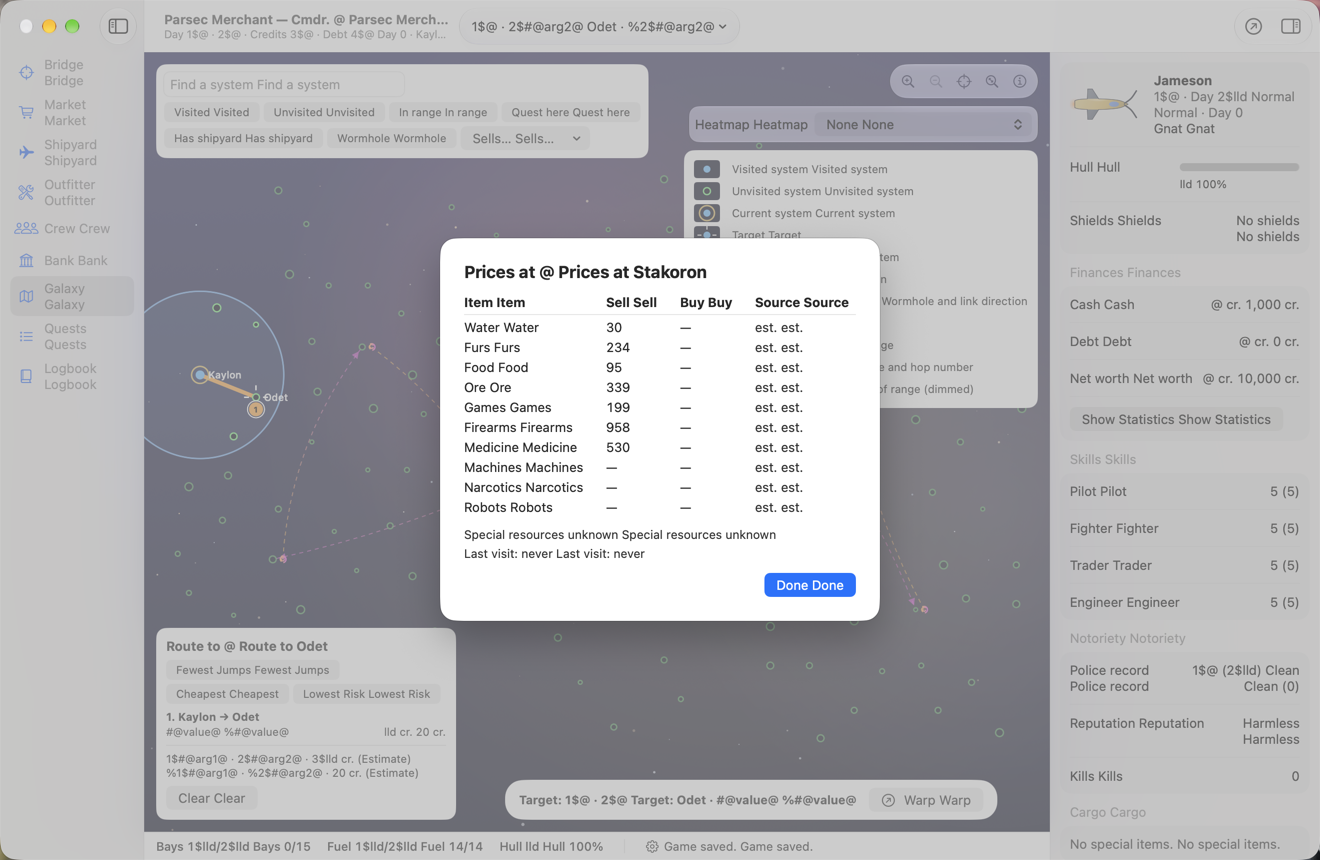 Parsec Merchant — Cmdr. @ Parsec Merch...
Day 1$@ · 2$@ · Credits 3$@ · Debt 4$@ Day 0 · Kayl...
1$@ · 2$#@arg2@ Odet · %2$#@arg2@
Bridge
Bridge
Market
Market
Shipyard
Shipyard
Outfitter
Outfitter
Crew Crew
Bank Bank
Galaxy
Galaxy
Quests
Quests
Logbook
Logbook
Find a system Find a system
Visited Visited
Unvisited Unvisited
In range In range
Quest here Quest here
Has shipyard Has shipyard
Wormhole Wormhole
Sells... Sells...
Heatmap Heatmap
None None
Visited system Visited system
Unvisited system Unvisited system
Current system Current system
Target Target
tem
n
Wormhole and link direction
ge
e and hop number
of range (dimmed)
Kaylon
Odet
1
Prices at @ Prices at Stakoron
Item Item Sell Sell Buy Buy Source Source
Water Water 30 — est. est.
Furs Furs 234 — est. est.
Food Food 95 — est. est.
Ore Ore 339 — est. est.
Games Games 199 — est. est.
Firearms Firearms 958 — est. est.
Medicine Medicine 530 — est. est.
Machines Machines — — est. est.
Narcotics Narcotics — — est. est.
Robots Robots — — est. est.
Special resources unknown Special resources unknown
Last visit: never Last visit: never
Done Done
Route to @ Route to Odet
Fewest Jumps Fewest Jumps
Cheapest Cheapest
Lowest Risk Lowest Risk
1. Kaylon → Odet
#@value@ %#@value@ lld cr. 20 cr.
1$#@arg1@ · 2$#@arg2@ · 3$lld cr. (Estimate)
%1$#@arg1@ · %2$#@arg2@ · 20 cr. (Estimate)
Clear Clear
Target: 1$@ · 2$@ Target: Odet · #@value@ %#@value@
Warp Warp
Bays 1$lld/2$lld Bays 0/15
Fuel 1$lld/2$lld Fuel 14/14
Hull lld Hull 100%
Game saved. Game saved.
Jameson
1$@ · Day 2$lld Normal
Normal · Day 0
Gnat Gnat
Hull Hull
lld 100%
Shields Shields No shields
No shields
Finances Finances
Cash Cash @ cr. 1,000 cr.
Debt Debt @ cr. 0 cr.
Net worth Net worth @ cr. 10,000 cr.
Show Statistics Show Statistics
Skills Skills
Pilot Pilot 5 (5)
Fighter Fighter 5 (5)
Trader Trader 5 (5)
Engineer Engineer 5 (5)
Notoriety Notoriety
Police record 1$@ (2$lld) Clean
Police record Clean (0)
Reputation Reputation Harmless
Harmless
Kills Kills 0
Cargo Cargo
No special items. No special items.